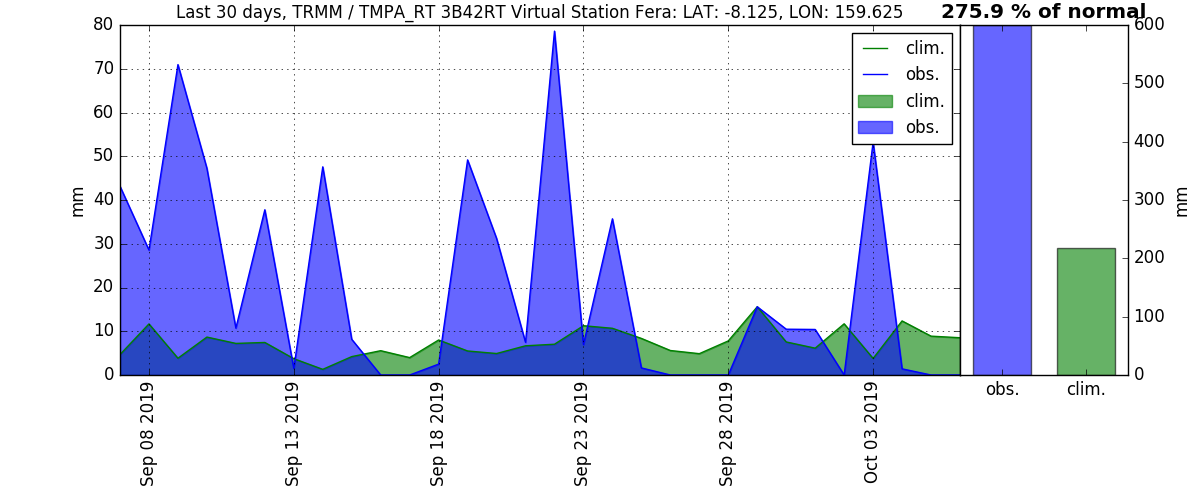 Last 30 days, TRMM / TMPA_RT 3B42RT Virtual Station Fera: LAT: -8.125, LON: 159.625
275.9 % of normal
80
70
60
50
40
30
20
10
0
mm
clim.
obs.
clim.
obs.
Sep 08 2019
Sep 13 2019
Sep 18 2019
Sep 23 2019
Sep 28 2019
Oct 03 2019
600
500
400
300
200
100
0
mm
obs.
clim.